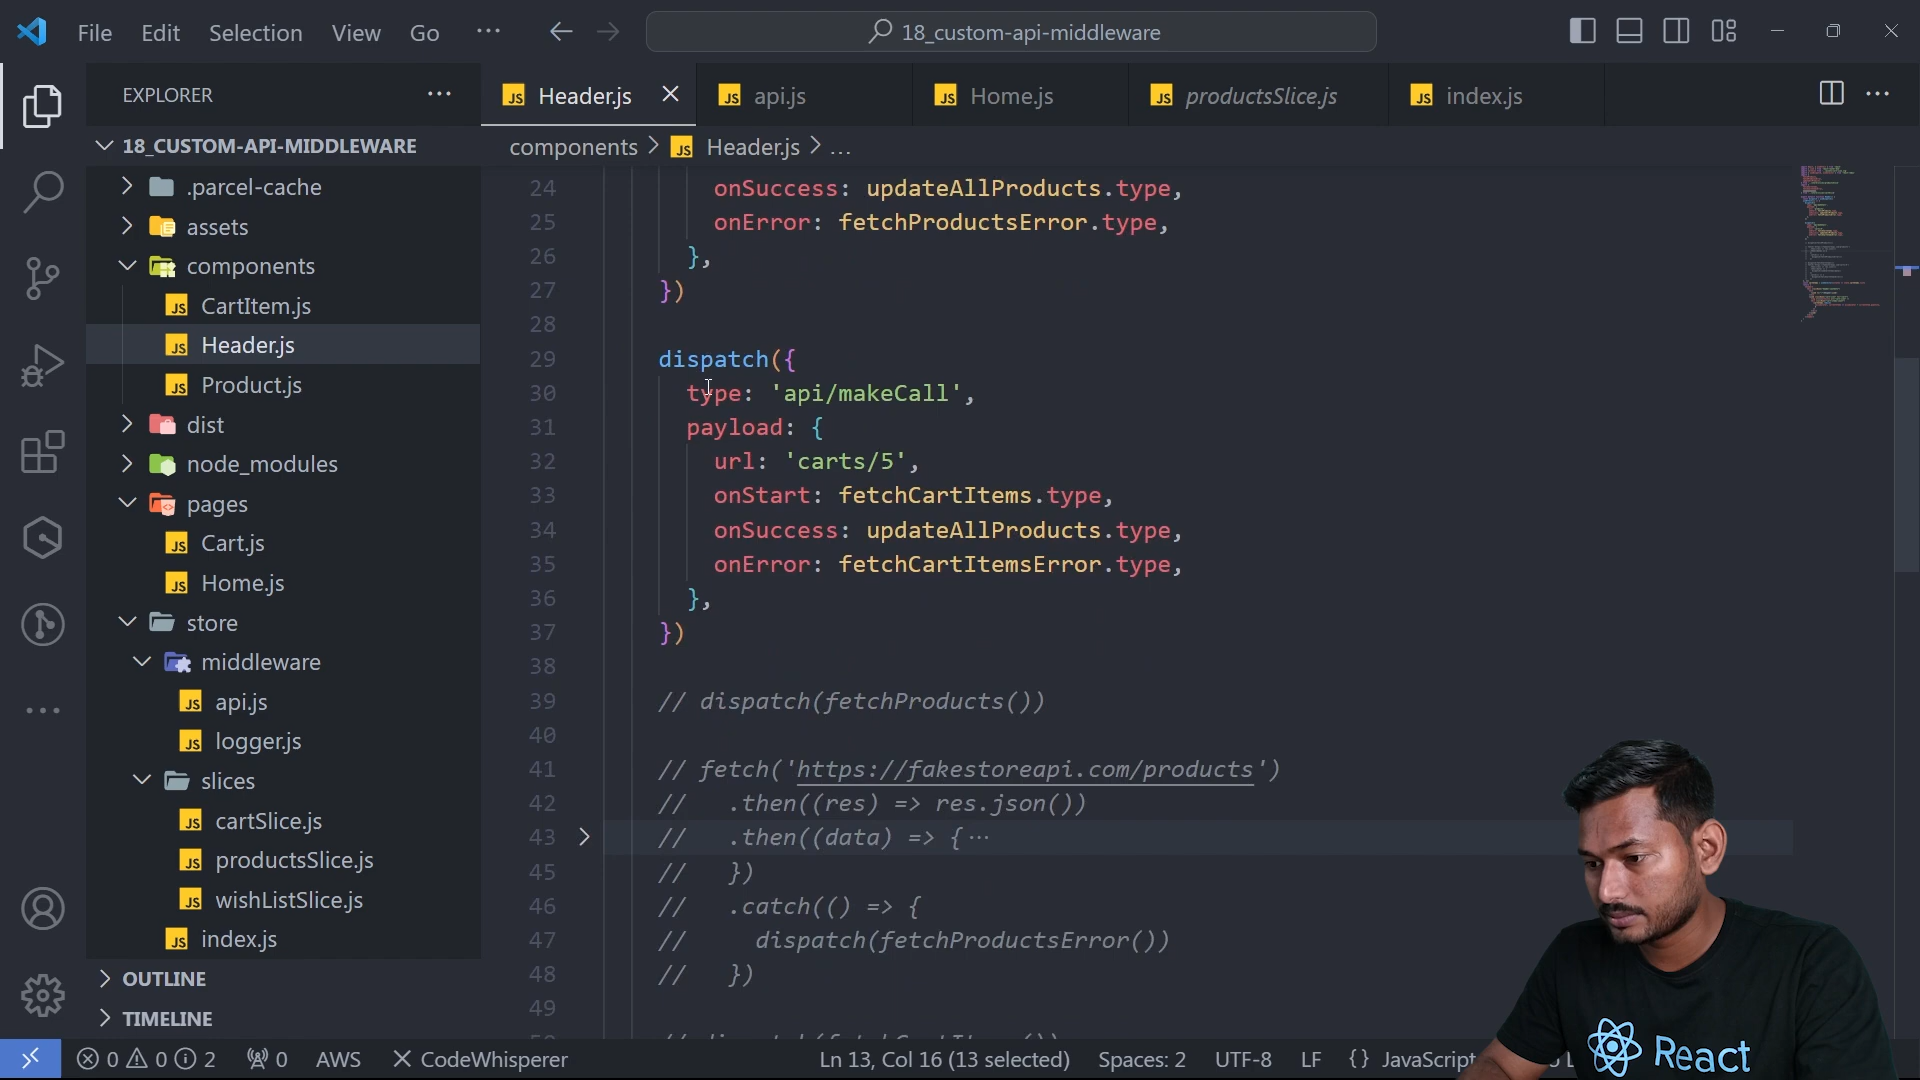 File Edit Selection View Go ···
18_custom-api-middleware
EXPLORER ···
Header.js
api.js
Home.js
productsSlice.js
index.js
18_CUSTOM-API-MIDDLEWARE
components > Header.js > ...
.parcel-cache
assets
components
CartItem.js
Header.js
Product.js
dist
node_modules
pages
Cart.js
Home.js
store
middleware
api.js
logger.js
slices
cartSlice.js
productsSlice.js
wishListSlice.js
index.js
OUTLINE
TIMELINE
24 onSuccess: updateAllProducts.type,
25 onError: fetchProductsError.type,
26 },
27 })
28
29 dispatch({
30 type: 'api/makeCall',
31 payload: {
32 url: 'carts/5',
33 onStart: fetchCartItems.type,
34 onSuccess: updateAllProducts.type,
35 onError: fetchCartItemsError.type,
36 },
37 })
38
39 // dispatch(fetchProducts())
40
41 // fetch('https://fakestoreapi.com/products')
42 //   .then((res) => res.json())
43 //   .then((data) => {···
45 //   })
46 //   .catch(() => {
47 //     dispatch(fetchProductsError())
48 //   })
49
0 0 2 0 AWS CodeWhisperer Ln 13, Col 16 (13 selected) Spaces: 2 UTF-8 LF {} JavaScript
React